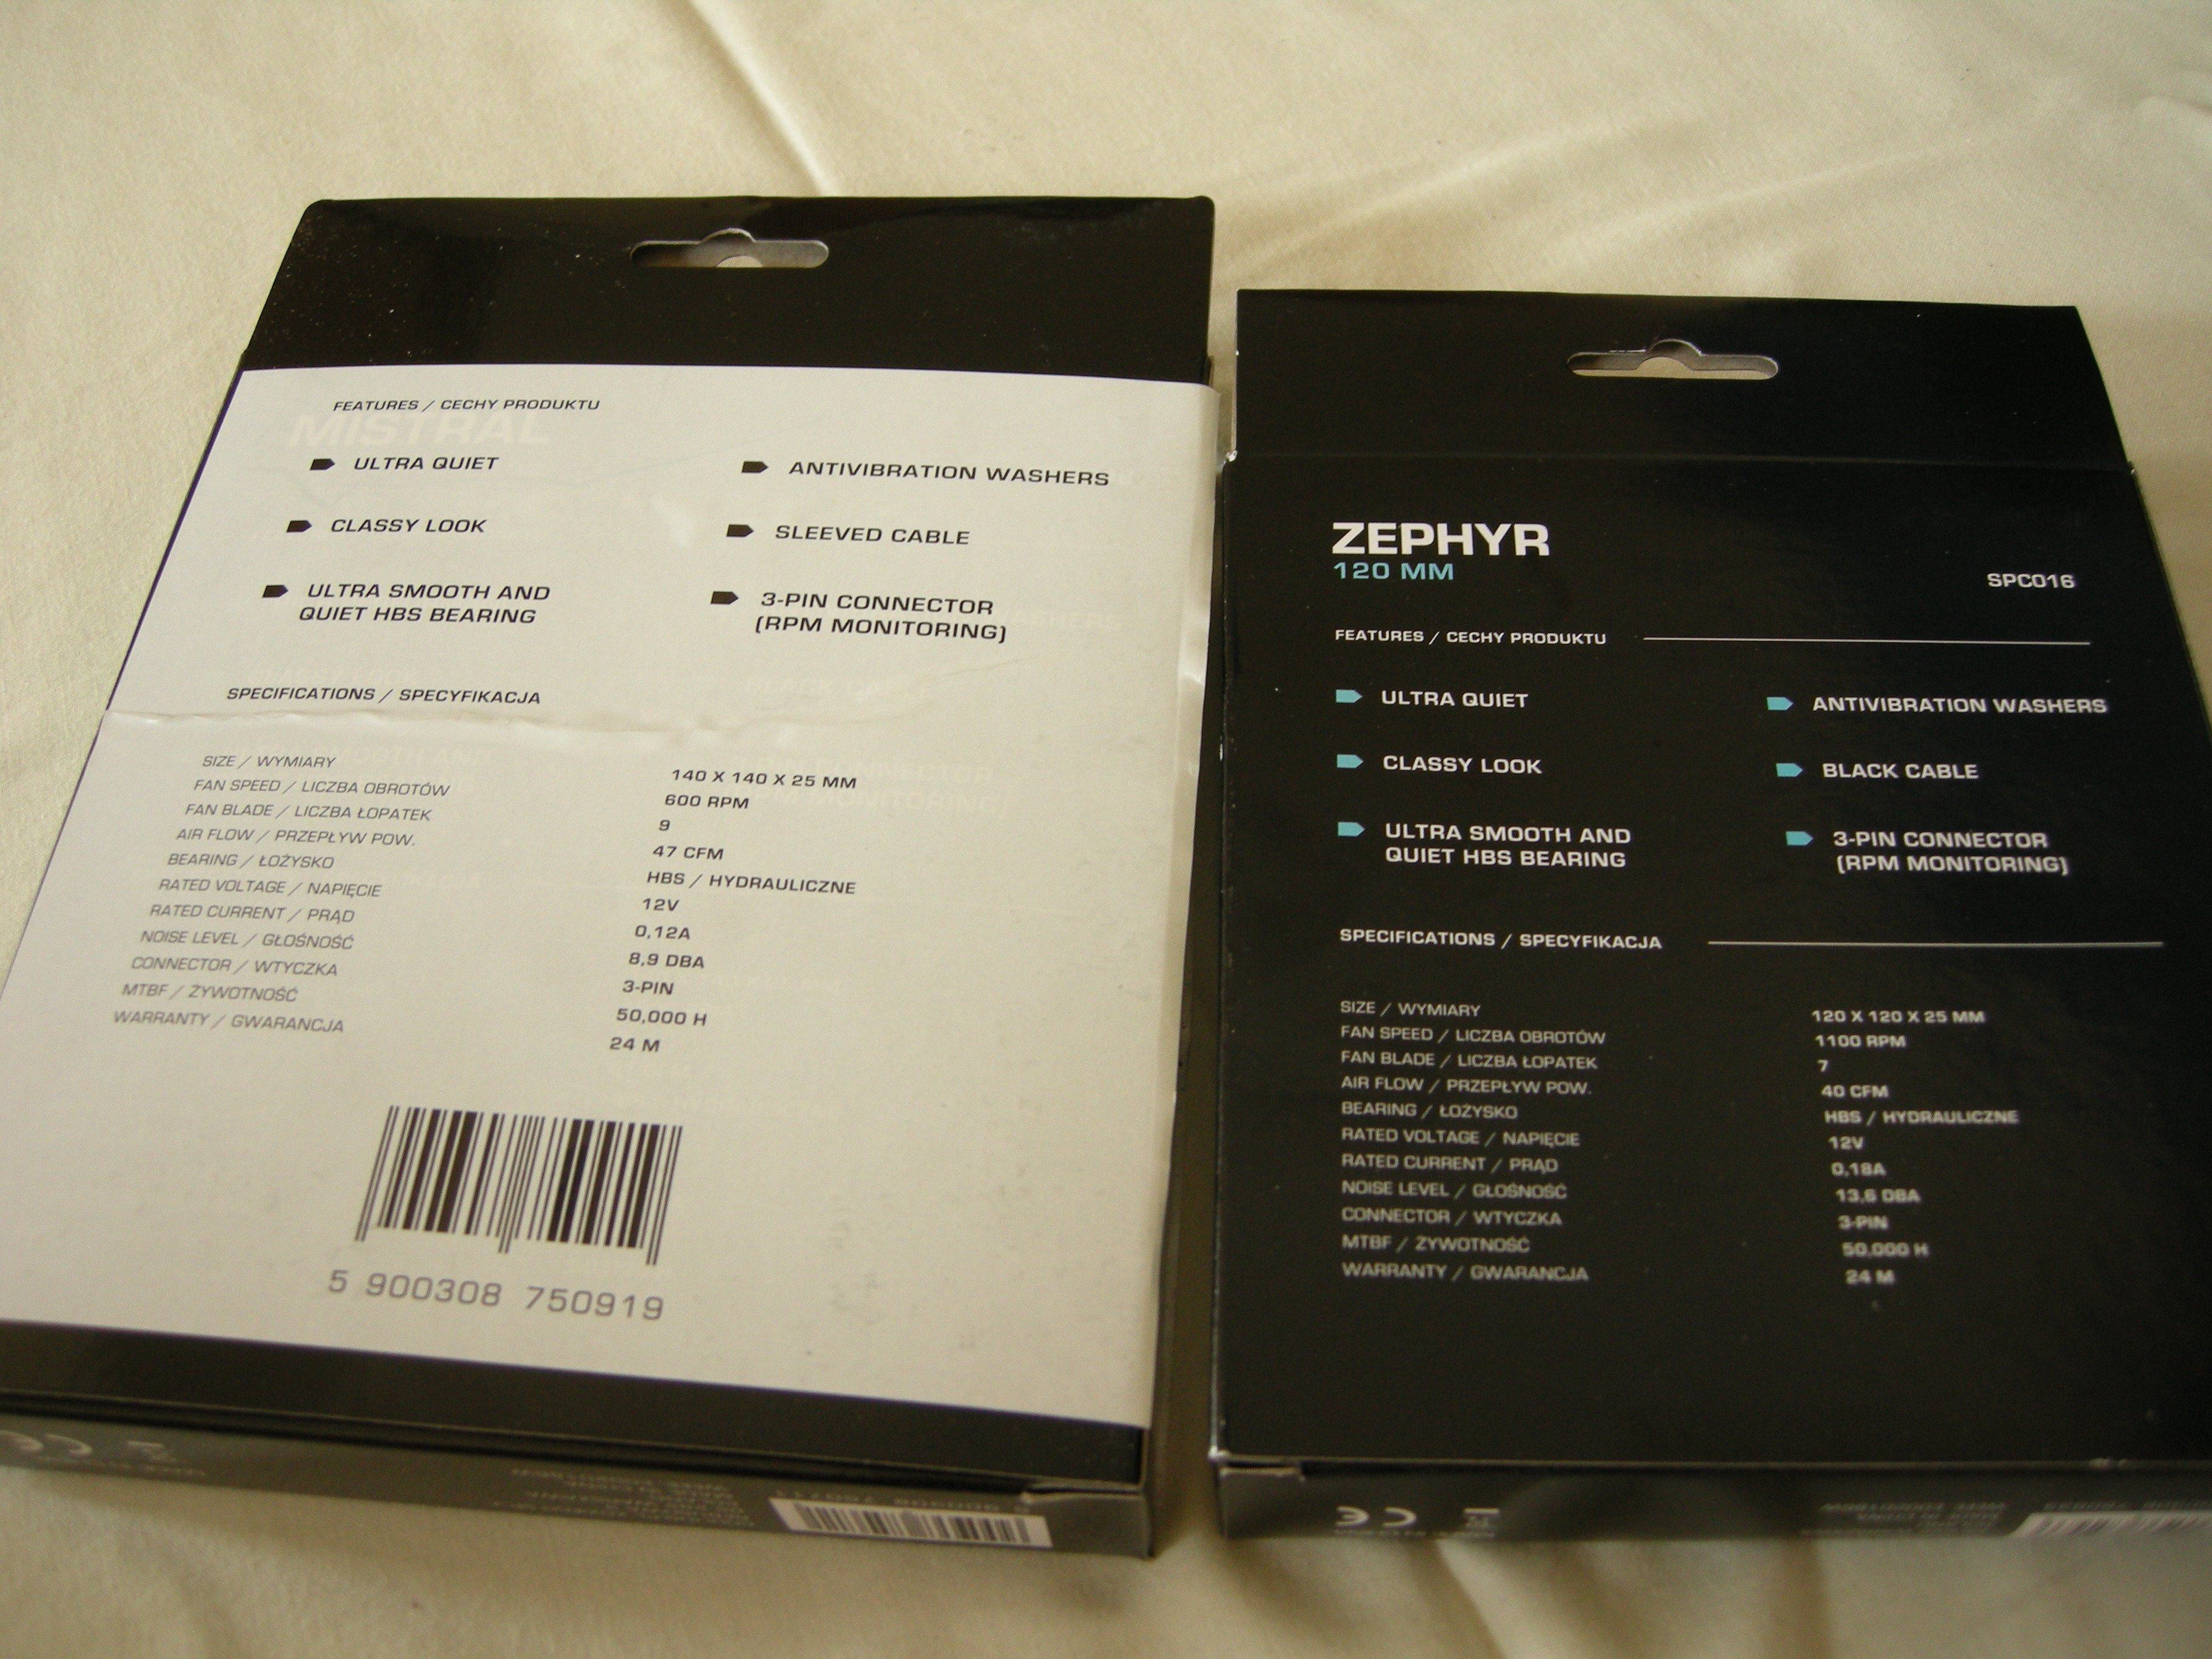 MISTRAL
FEATURES / CECHY PRODUKTU
ULTRA QUIET
ANTIVIBRATION WASHERS
CLASSY LOOK
SLEEVED CABLE
ULTRA SMOOTH AND
QUIET HBS BEARING
3-PIN CONNECTOR
(RPM MONITORING)
SPECIFICATIONS / SPECYFIKACJA
SIZE / WYMIARY 140 X 140 X 25 MM
FAN SPEED / LICZBA OBROTÓW 600 RPM
FAN BLADE / LICZBA ŁOPATEK 9
AIR FLOW / PRZEPŁYW POW. 47 CFM
BEARING / ŁOŻYSKO HBS / HYDRAULICZNE
RATED VOLTAGE / NAPIĘCIE 12V
RATED CURRENT / PRĄD 0,12A
NOISE LEVEL / GŁOŚNOŚĆ 8,9 DBA
CONNECTOR / WTYCZKA 3-PIN
MTBF / ŻYWOTNOŚĆ 50,000 H
WARRANTY / GWARANCJA 24 M
5 900308 750919
ZEPHYR
120 MM
SPC016
FEATURES / CECHY PRODUKTU
ULTRA QUIET
ANTIVIBRATION WASHERS
CLASSY LOOK
BLACK CABLE
ULTRA SMOOTH AND
QUIET HBS BEARING
3-PIN CONNECTOR
(RPM MONITORING)
SPECIFICATIONS / SPECYFIKACJA
SIZE / WYMIARY 120 X 120 X 25 MM
FAN SPEED / LICZBA OBROTÓW 1100 RPM
FAN BLADE / LICZBA ŁOPATEK 7
AIR FLOW / PRZEPŁYW POW. 40 CFM
BEARING / ŁOŻYSKO HBS / HYDRAULICZNE
RATED VOLTAGE / NAPIĘCIE 12V
RATED CURRENT / PRĄD 0,18A
NOISE LEVEL / GŁOŚNOŚĆ 13,6 DBA
CONNECTOR / WTYCZKA 3-PIN
MTBF / ŻYWOTNOŚĆ 50,000 H
WARRANTY / GWARANCJA 24 M
CE